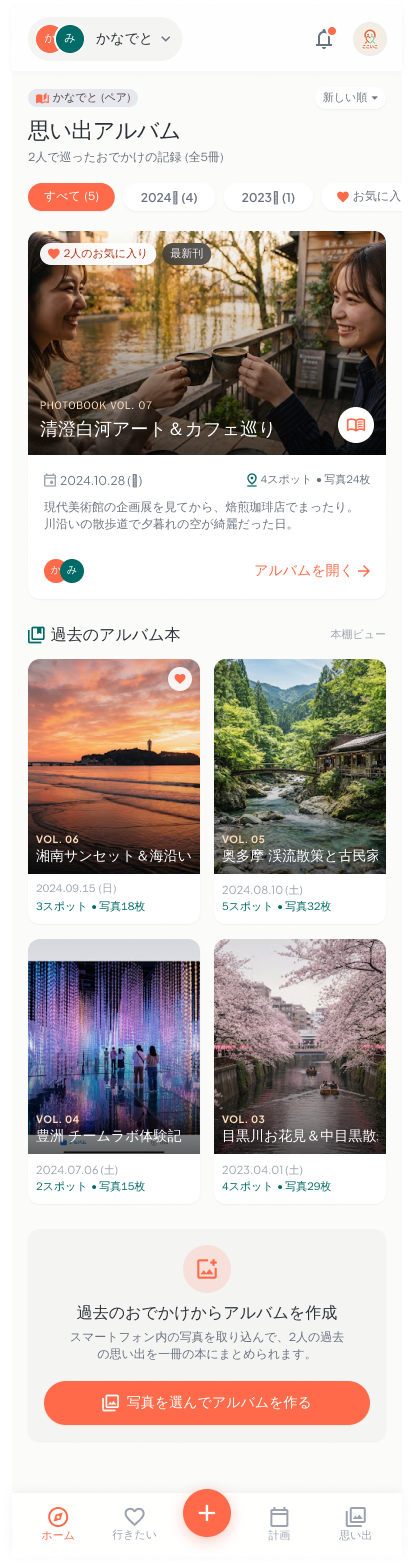 か み かなでと
ここいこ
かなでと (ペア)
新しい順
思い出アルバム
2人で巡ったおでかけの記録 (全5冊)
すべて (5)
2024 (4)
2023 (1)
お気に入
2人のお気に入り
最新刊
PHOTOBOOK VOL. 07
清澄白河アート＆カフェ巡り
2024.10.28 ()
4スポット ● 写真24枚
現代美術館の企画展を見てから、焙煎珈琲店でまったり。
川沿いの散歩道で夕暮れの空が綺麗だった日。
か み
アルバムを開く
過去のアルバム本
本棚ビュー
VOL. 06
湘南サンセット＆海沿い
2024.09.15 (日)
3スポット ● 写真18枚
VOL. 05
奥多摩 渓流散策と古民家
2024.08.10 (土)
5スポット ● 写真32枚
VOL. 04
豊洲 チームラボ体験記
2024.07.06 (土)
2スポット ● 写真15枚
VOL. 03
目黒川お花見＆中目黒散
2023.04.01 (土)
4スポット ● 写真29枚
過去のおでかけからアルバムを作成
スマートフォン内の写真を取り込んで、2人の過去
の思い出を一冊の本にまとめられます。
写真を選んでアルバムを作る
ホーム
行きたい
計画
思い出